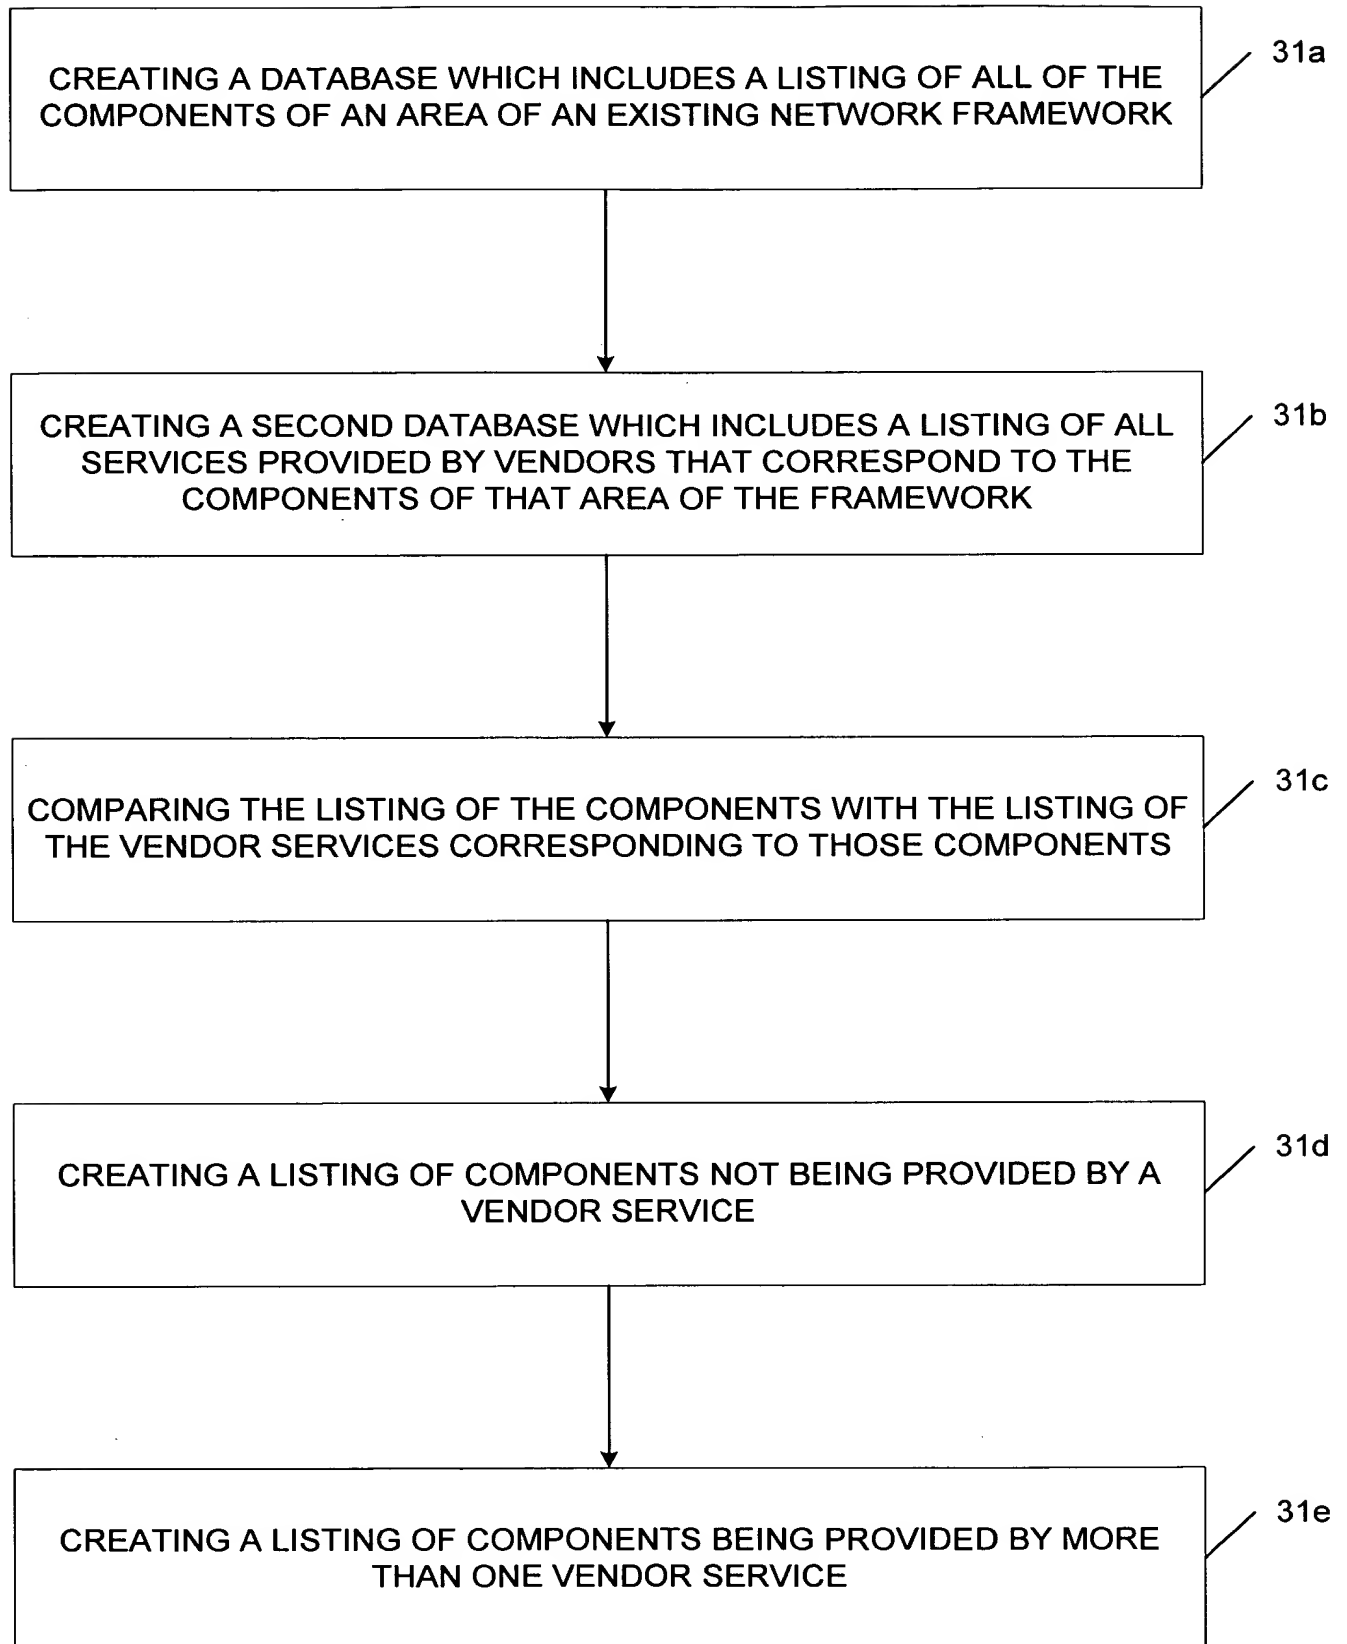 CREATING A DATABASE WHICH INCLUDES A LISTING OF ALL OF THE
COMPONENTS OF AN AREA OF AN EXISTING NETWORK FRAMEWORK
31a
CREATING A SECOND DATABASE WHICH INCLUDES A LISTING OF ALL
SERVICES PROVIDED BY VENDORS THAT CORRESPOND TO THE
COMPONENTS OF THAT AREA OF THE FRAMEWORK
31b
COMPARING THE LISTING OF THE COMPONENTS WITH THE LISTING OF
THE VENDOR SERVICES CORRESPONDING TO THOSE COMPONENTS
31c
CREATING A LISTING OF COMPONENTS NOT BEING PROVIDED BY A
VENDOR SERVICE
31d
CREATING A LISTING OF COMPONENTS BEING PROVIDED BY MORE
THAN ONE VENDOR SERVICE
31e